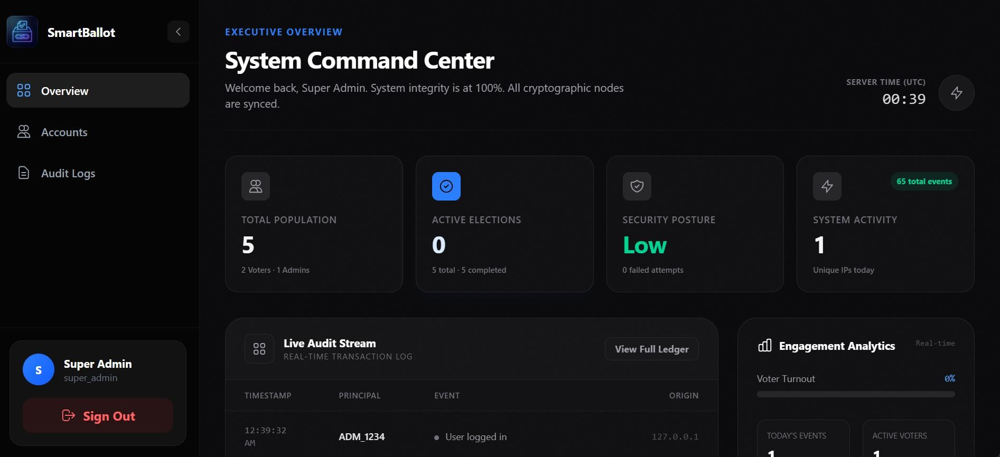 SmartBallot
Overview
Accounts
Audit Logs
S
Super Admin
super_admin
Sign Out
EXECUTIVE OVERVIEW
System Command Center
Welcome back, Super Admin. System integrity is at 100%. All cryptographic nodes
are synced.
SERVER TIME (UTC)
00:39
TOTAL POPULATION
5
2 Voters · 1 Admins
ACTIVE ELECTIONS
0
5 total · 5 completed
SECURITY POSTURE
Low
0 failed attempts
65 total events
SYSTEM ACTIVITY
1
Unique IPs today
Live Audit Stream
REAL-TIME TRANSACTION LOG
View Full Ledger
TIMESTAMP PRINCIPAL EVENT ORIGIN
12:39:32
AM
ADM_1234
User logged in
127.0.0.1
Engagement Analytics
Real-time
Voter Turnout 0%
TODAY'S EVENTS
1
ACTIVE VOTERS
1